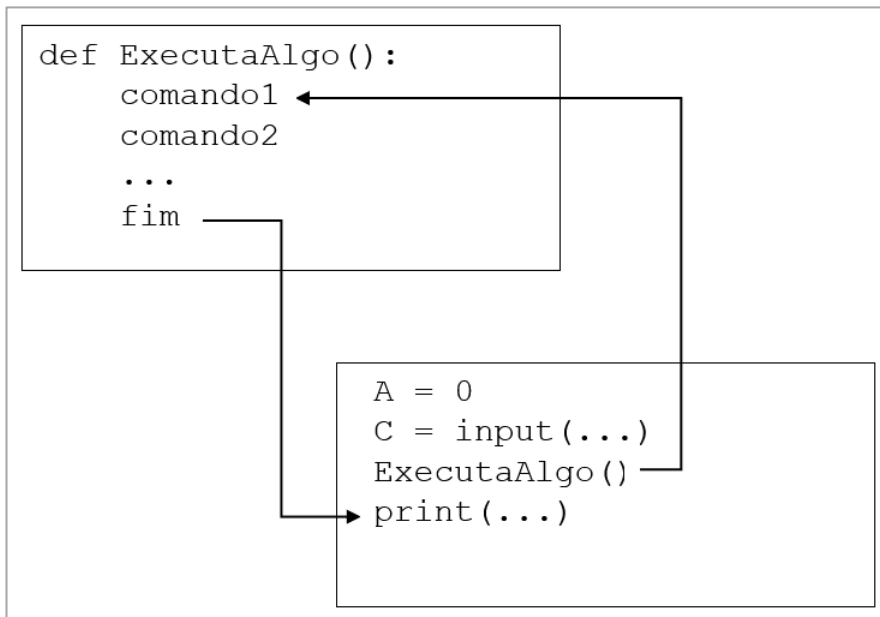 def ExecutaAlgo():
comando1
comando2
...
fim
A = 0
C = input(...)
ExecutaAlgo()
print(...)